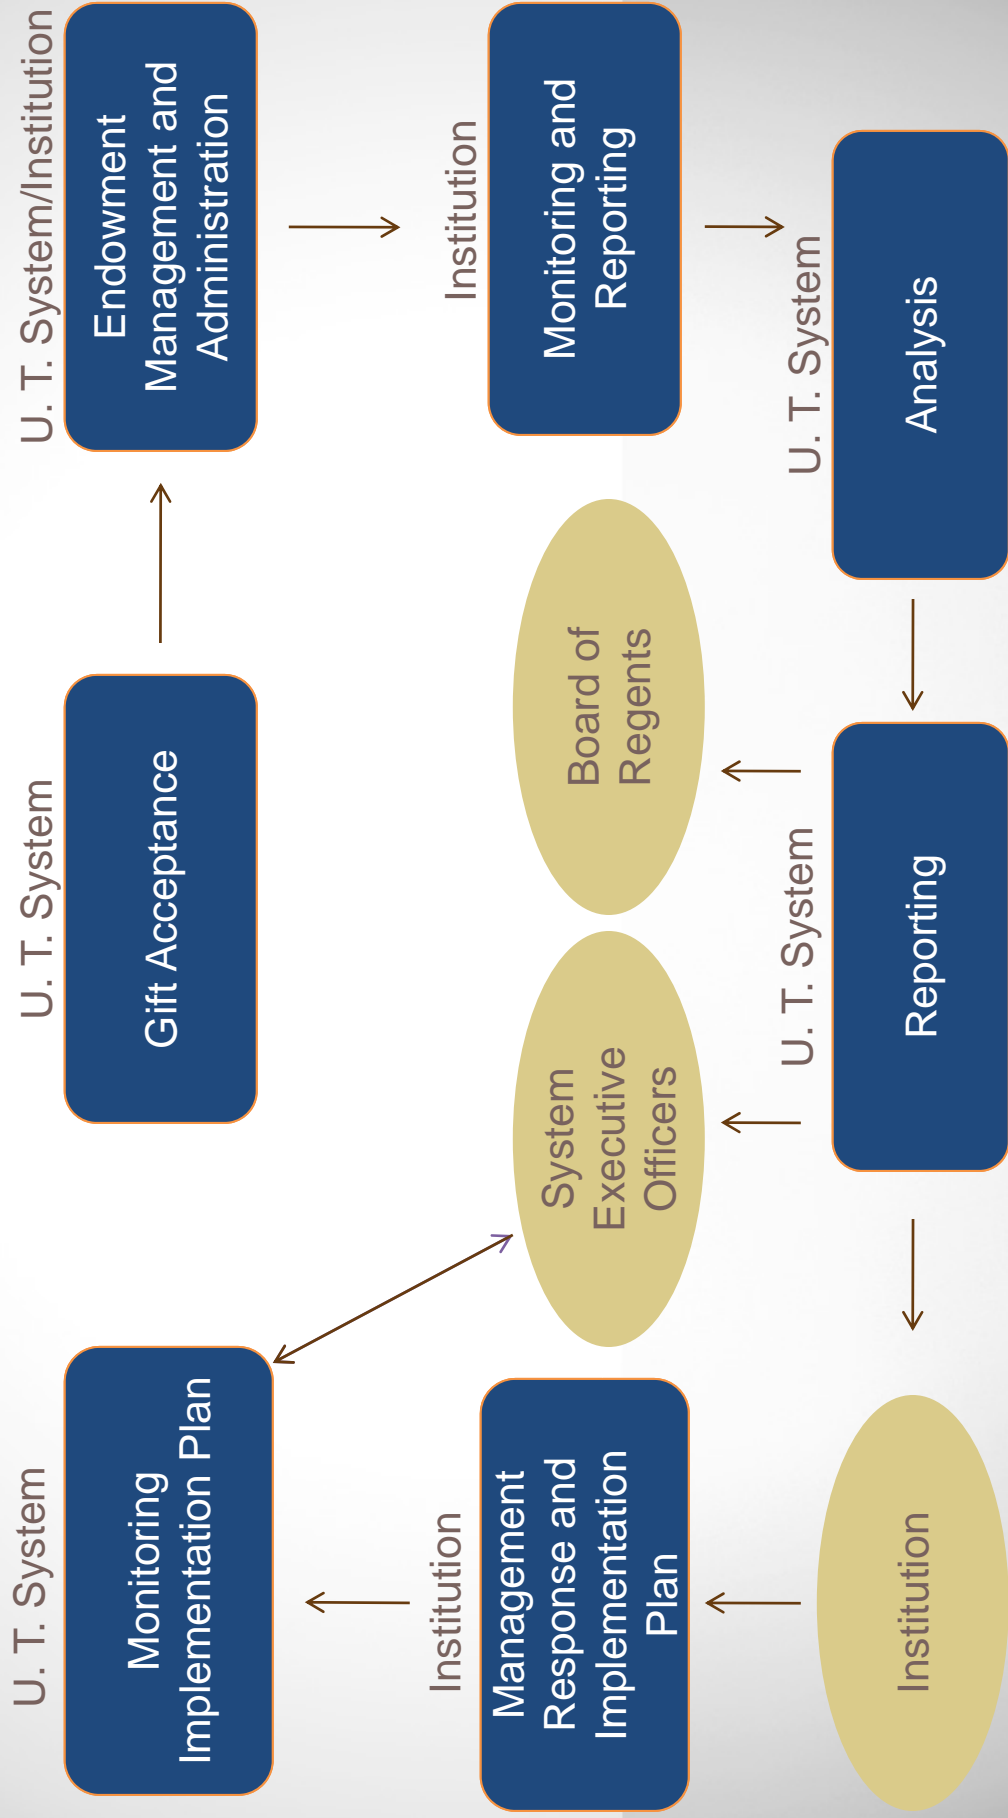 U. T. System
Monitoring
Implementation Plan
U. T. System
Gift Acceptance
U. T. System/Institution
Endowment
Management and
Administration
Institution
Management
Response and
Implementation
Plan
System
Executive
Officers
Board of
Regents
Institution
Monitoring and
Reporting
Institution
U. T. System
Reporting
U. T. System
Analysis